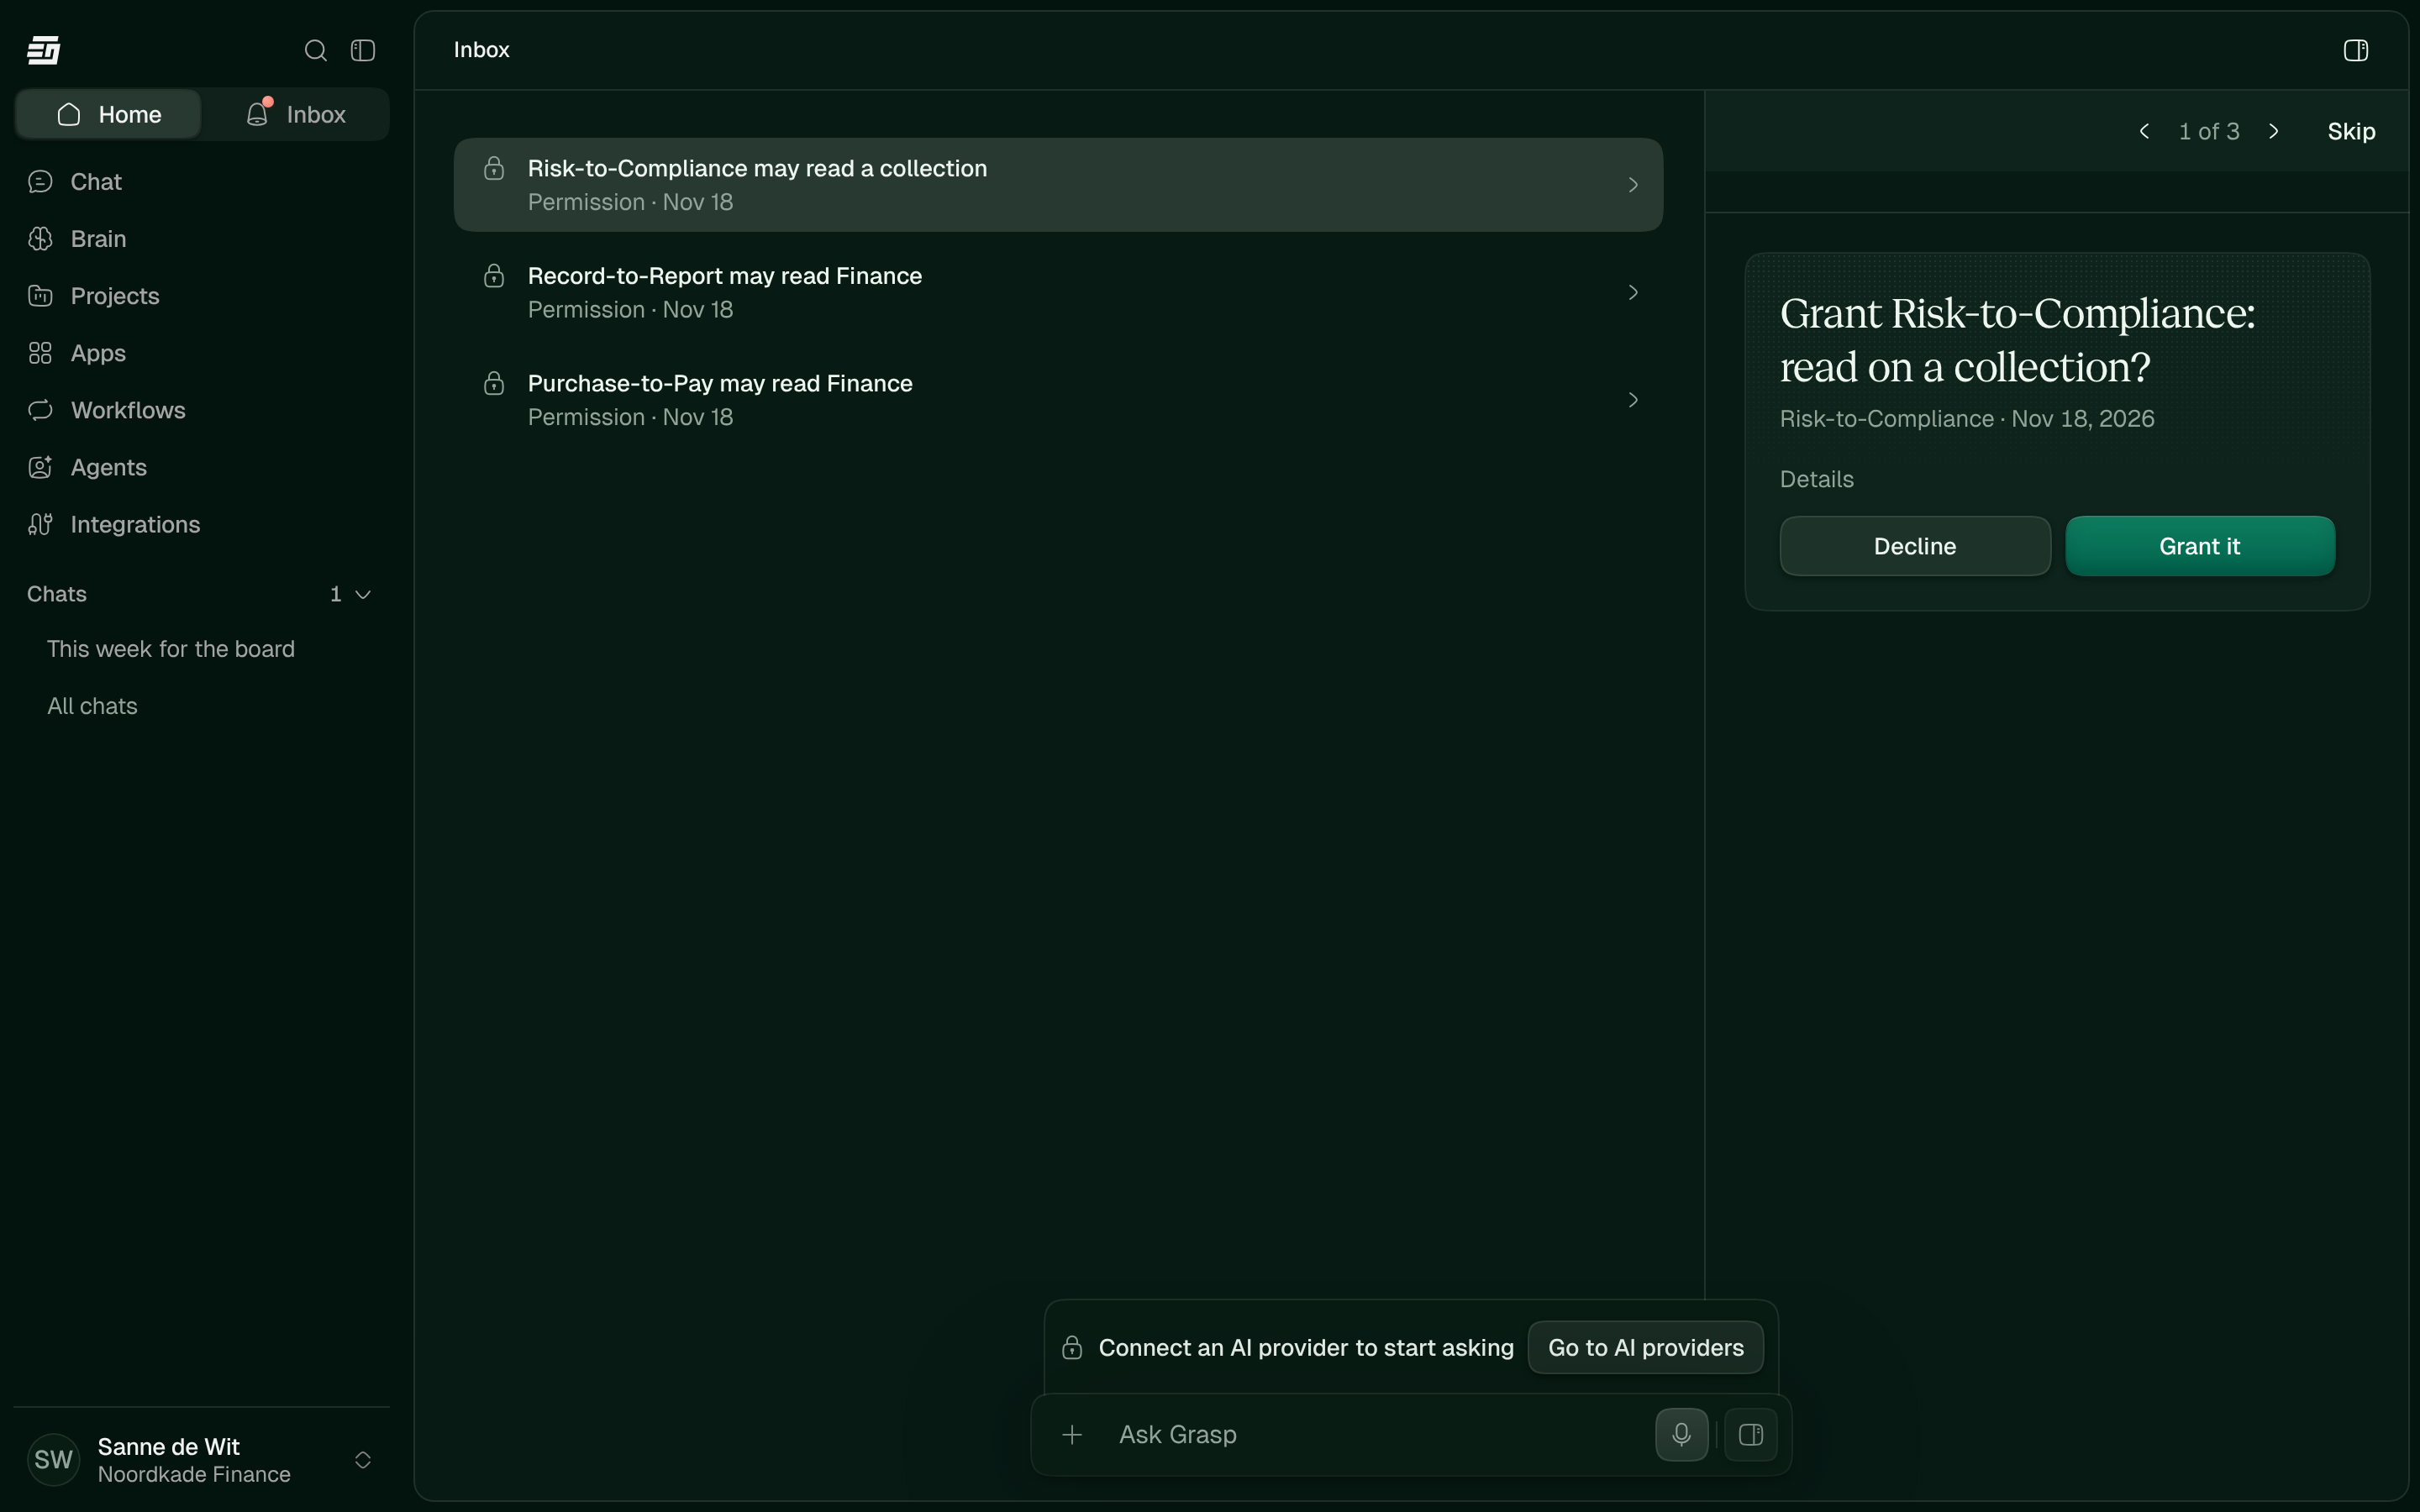 Home
Inbox
Chat
Brain
Projects
Apps
Workflows
Agents
Integrations
Chats
1
This week for the board
All chats
SW
Sanne de Wit
Noordkade Finance
Inbox
Risk-to-Compliance may read a collection
Permission · Nov 18
Record-to-Report may read Finance
Permission · Nov 18
Purchase-to-Pay may read Finance
Permission · Nov 18
1 of 3
Skip
Grant Risk-to-Compliance:
read on a collection?
Risk-to-Compliance · Nov 18, 2026
Details
Decline
Grant it
Connect an AI provider to start asking
Go to AI providers
Ask Grasp